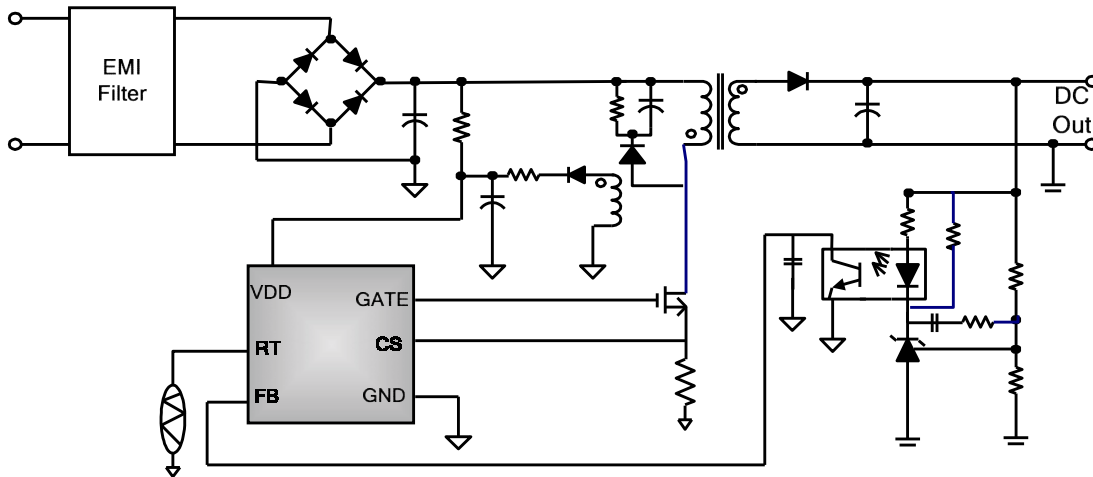 EMI
Filter
DC
Out
VDD
GATE
RT
CS
FB
GND